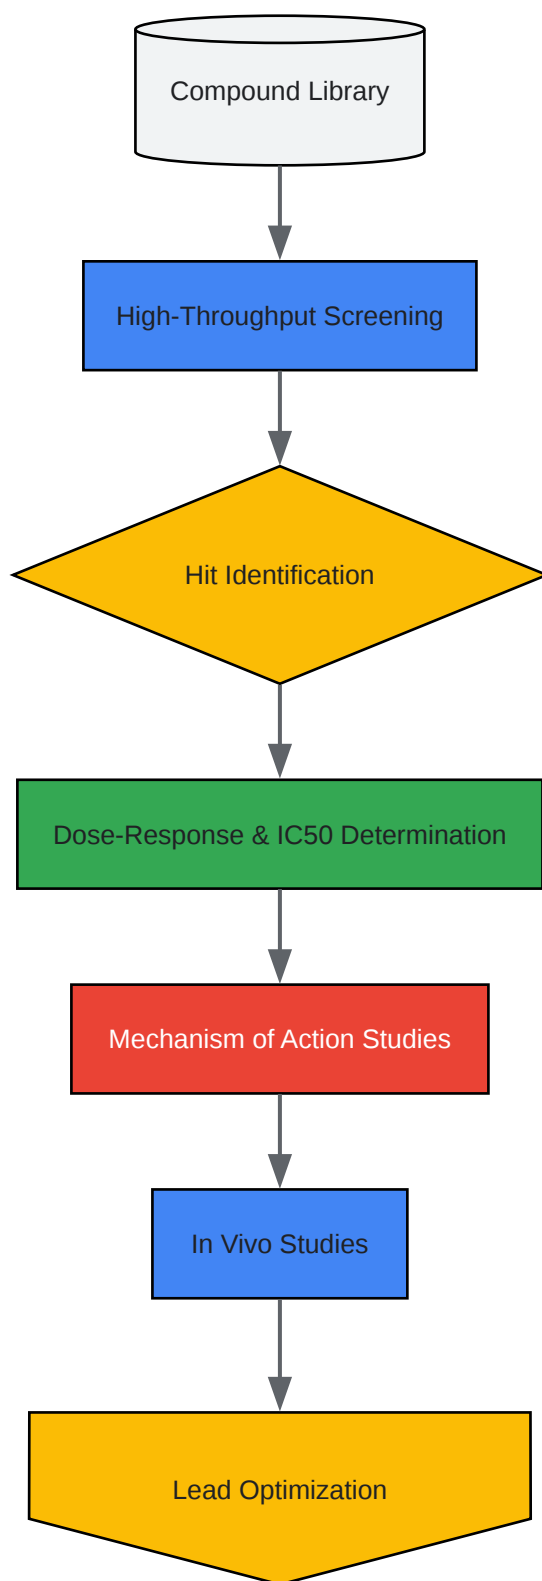 Compound Library
High-Throughput Screening
Hit Identification
Dose-Response & IC50 Determination
Mechanism of Action Studies
In Vivo Studies
Lead Optimization